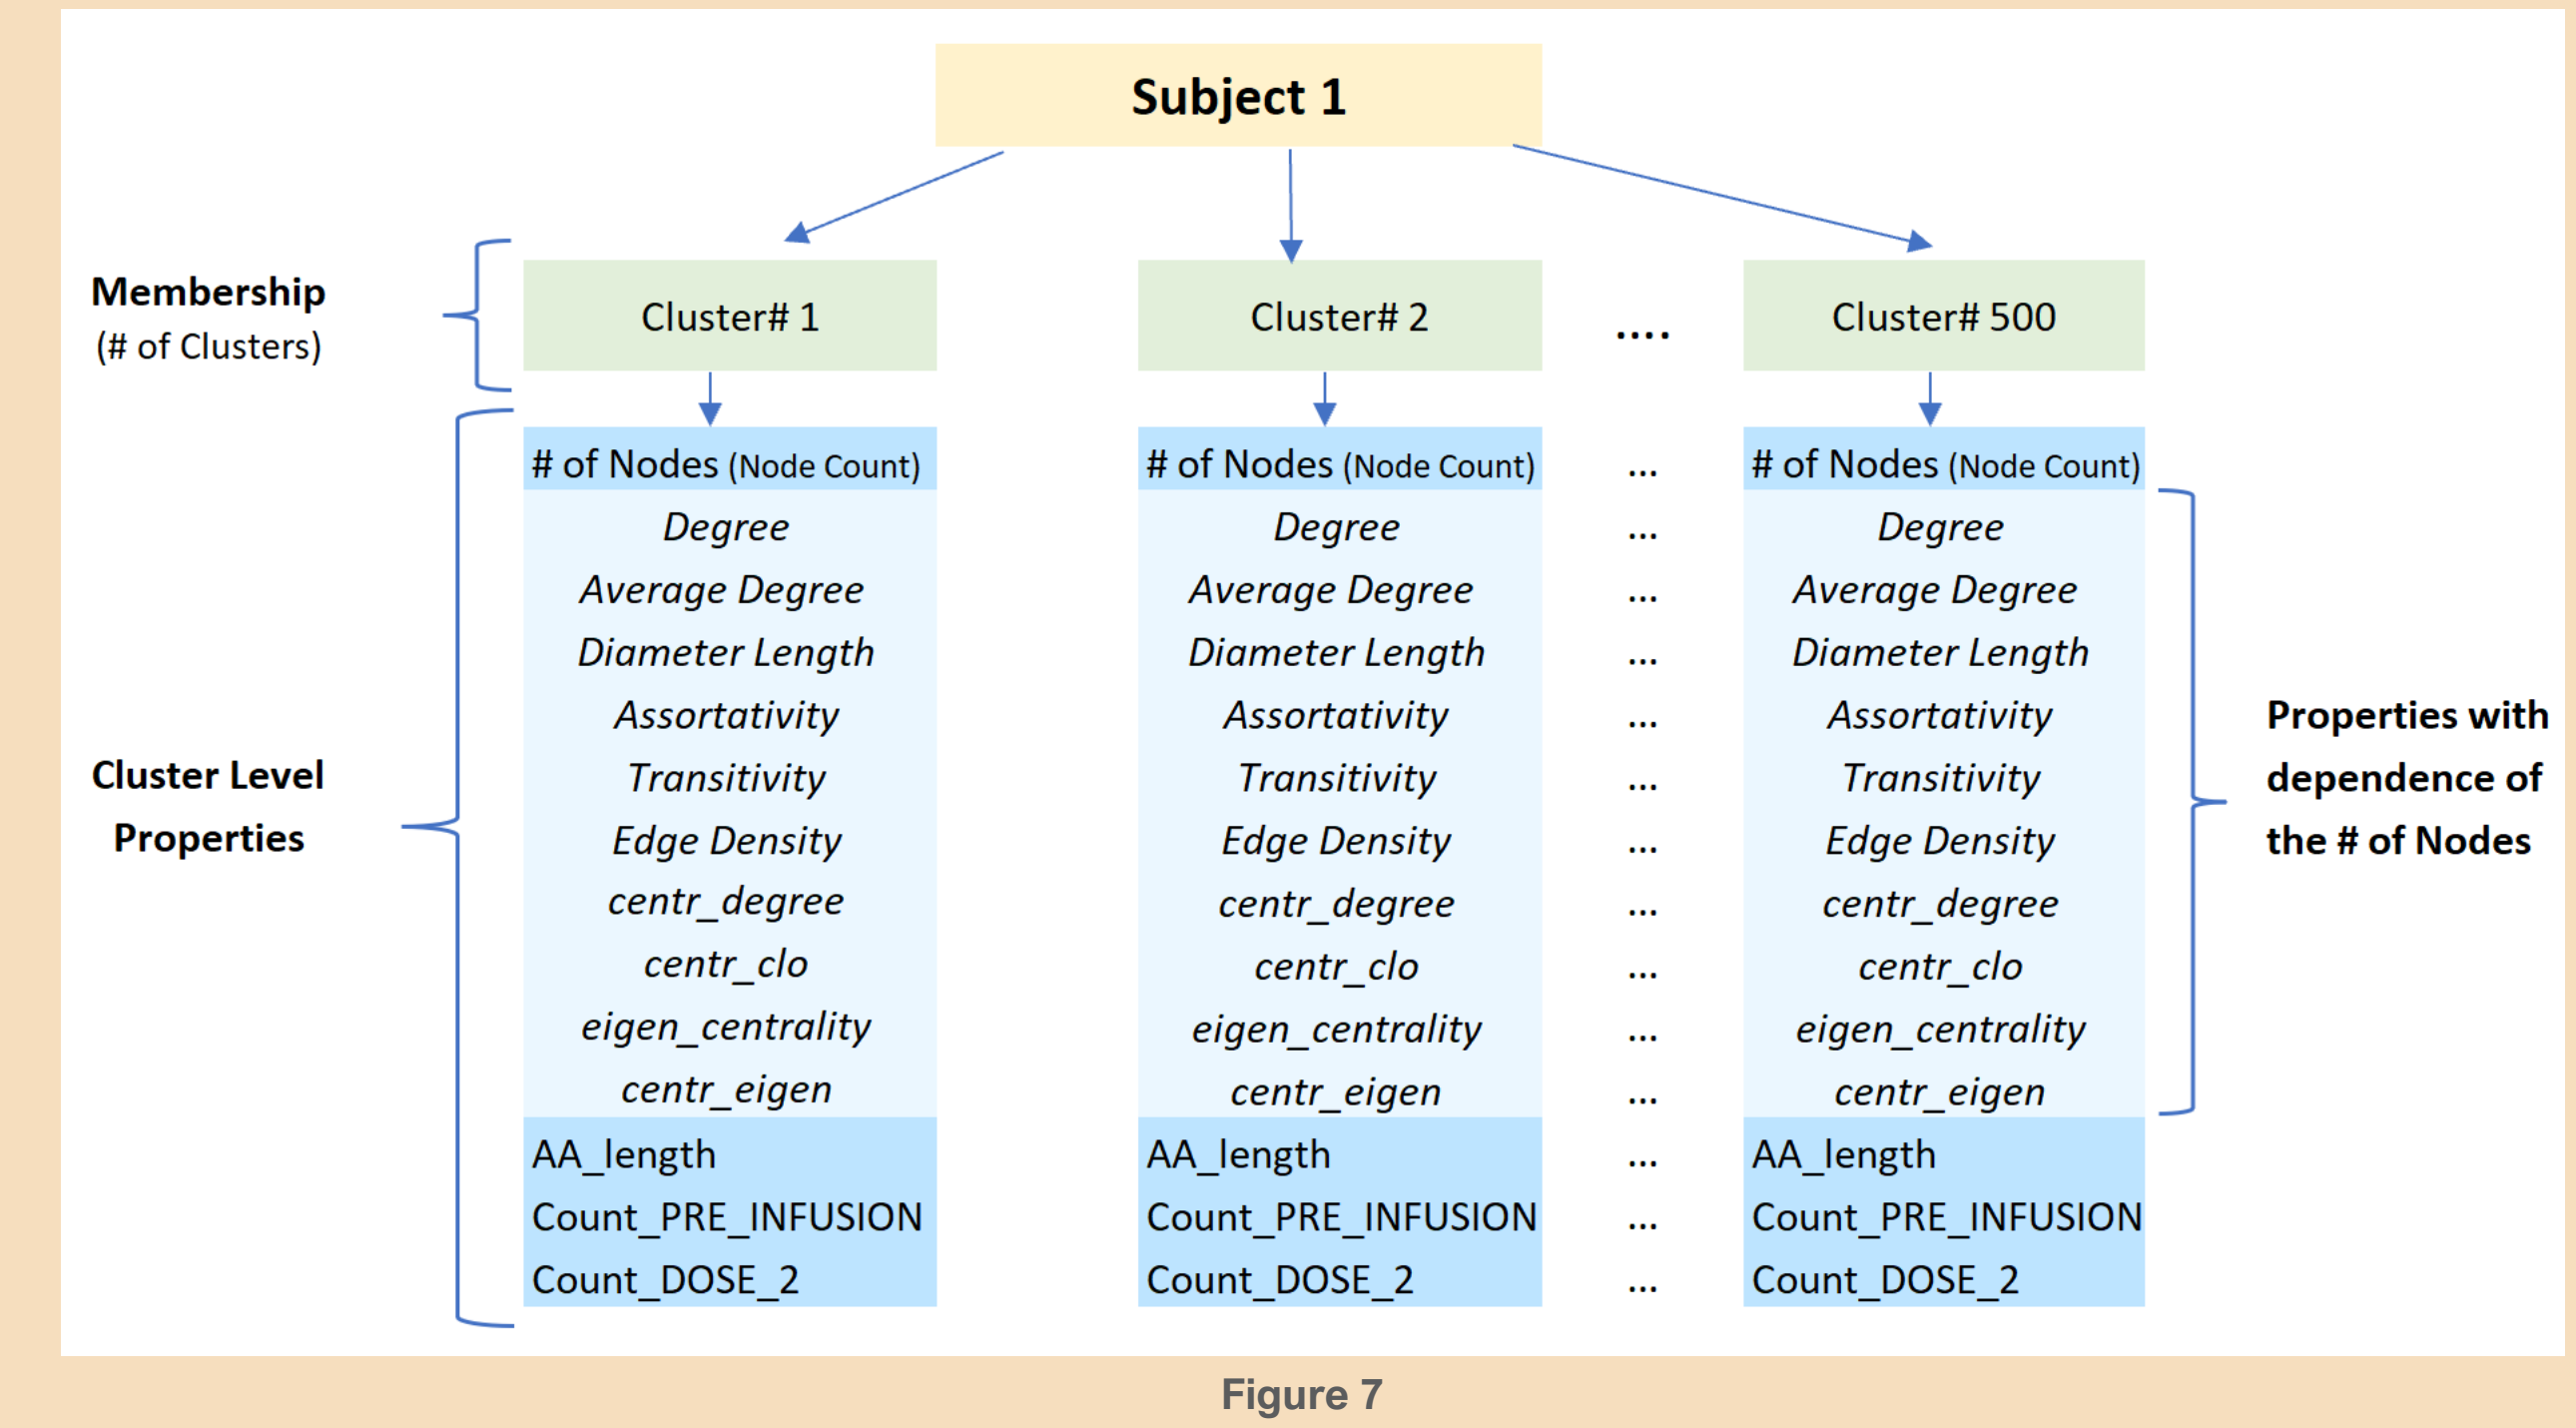 Subject 1
Membership
(# of Clusters)
Cluster# 1
Cluster# 2
....
Cluster# 500
# of Nodes (Node Count)
# of Nodes (Node Count)
...
# of Nodes (Node Count)
Degree
Degree
...
Degree
Average Degree
Average Degree
...
Average Degree
Diameter Length
Diameter Length
...
Diameter Length
Assortativity
Assortativity
...
Assortativity
Transitivity
Transitivity
...
Transitivity
Edge Density
Edge Density
...
Edge Density
centr_degree
centr_degree
...
centr_degree
centr_clo
centr_clo
...
centr_clo
eigen_centrality
eigen_centrality
...
eigen_centrality
centr_eigen
centr_eigen
...
centr_eigen
AA_length
AA_length
...
AA_length
Count_PRE_INFUSION
Count_PRE_INFUSION
...
Count_PRE_INFUSION
Count_DOSE_2
Count_DOSE_2
...
Count_DOSE_2
Cluster Level
Properties
Properties with
dependence of
the # of Nodes
Figure 7